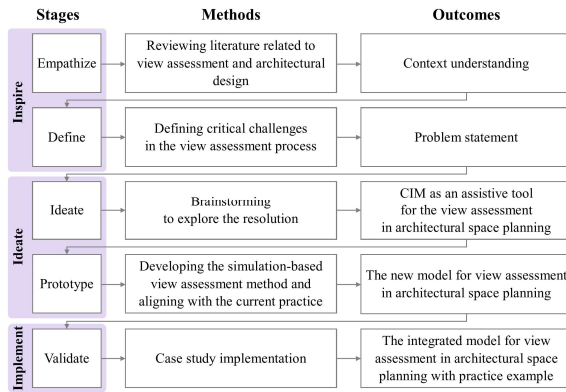 Stages Methods Outcomes
Inspire
Empathize
Reviewing literature related to
view assessment and architectural
design
Context understanding
Define
Defining critical challenges
in the view assessment process
Problem statement
Ideate
Ideate
Brainstorming
to explore the resolution
CIM as an assistive tool
for the view assessment
in architectural space planning
Prototype
Developing the simulation-based
view assessment method and
aligning with the current practice
The new model for view assessment
in architectural space planning
Implement
Validate
Case study implementation
The integrated model for view
assessment in architectural space
planning with practice example